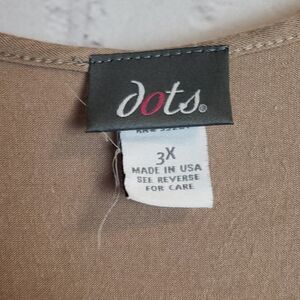 dots®
3X
MADE IN USA
SEE REVERSE
FOR CARE